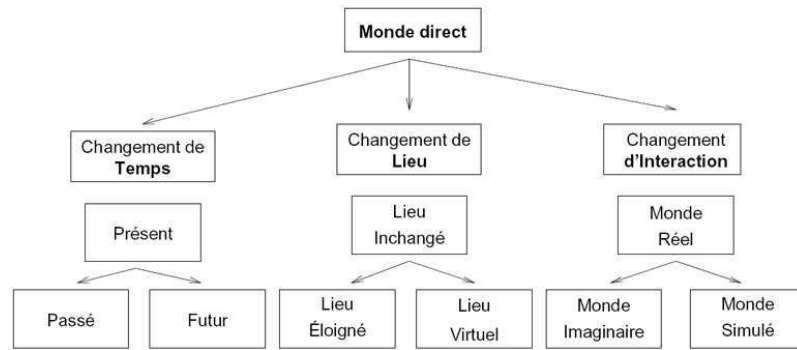 Monde direct
Changement de
Temps
Changement de
Lieu
Changement
d'Interaction
Présent
Lieu
Inchangé
Monde
Réel
Passé
Futur
Lieu
Éloigné
Lieu
Virtuel
Monde
Imaginaire
Monde
Simulé